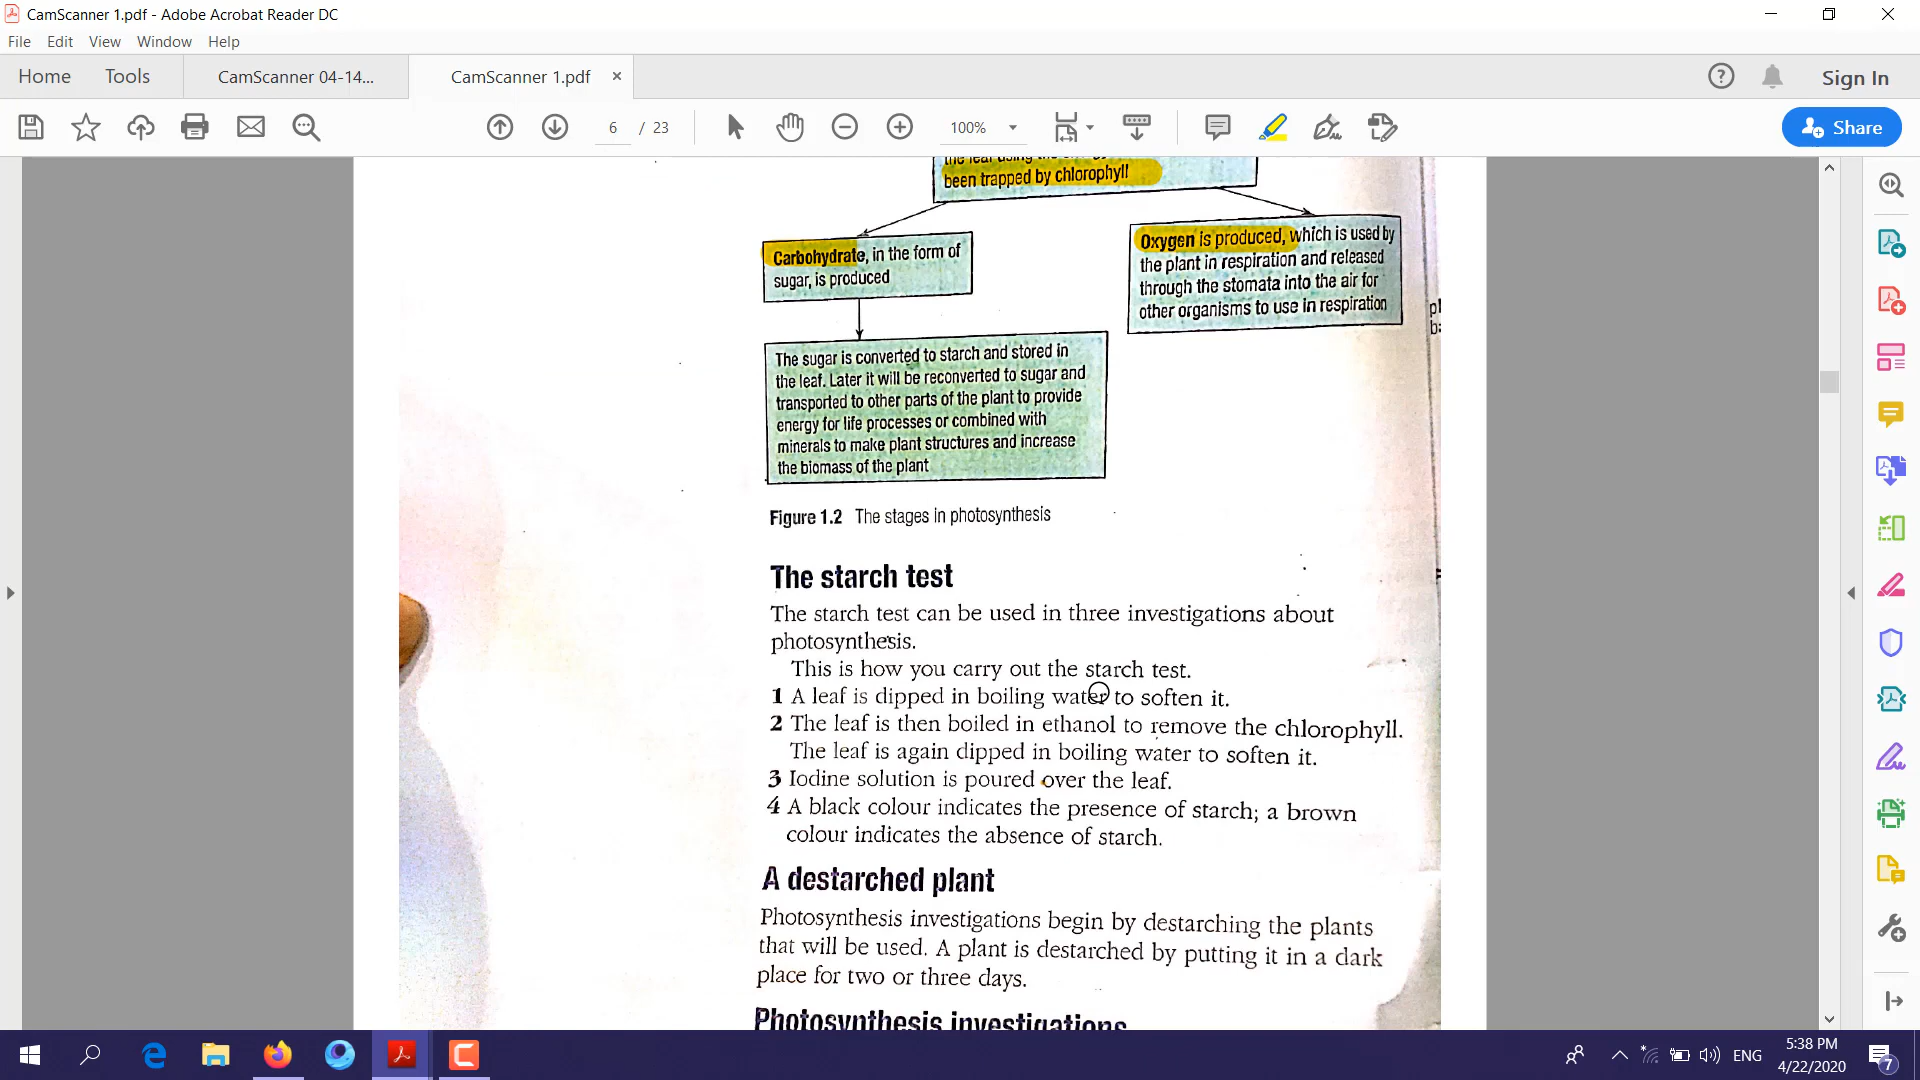 CamScanner 1.pdf - Adobe Acrobat Reader DC
File Edit View Window Help
Home Tools CamScanner 04-14... CamScanner 1.pdf × Sign In
6 / 23 100% Share
the leaf using the
been trapped by chlorophyll
Carbohydrate, in the form of
sugar, is produced
Oxygen is produced, which is used by
the plant in respiration and released
through the stomata into the air for
other organisms to use in respiration
The sugar is converted to starch and stored in
the leaf. Later it will be reconverted to sugar and
transported to other parts of the plant to provide
energy for life processes or combined with
minerals to make plant structures and increase
the biomass of the plant
Figure 1.2 The stages in photosynthesis
The starch test
The starch test can be used in three investigations about
photosynthesis.
This is how you carry out the starch test.
1 A leaf is dipped in boiling water to soften it.
2 The leaf is then boiled in ethanol to remove the chlorophyll.
The leaf is again dipped in boiling water to soften it.
3 Iodine solution is poured over the leaf.
4 A black colour indicates the presence of starch; a brown
colour indicates the absence of starch.
A destarched plant
Photosynthesis investigations begin by destarching the plants
that will be used. A plant is destarched by putting it in a dark
place for two or three days.
Photosynthesis investigations
ENG
5:38 PM
4/22/2020
7